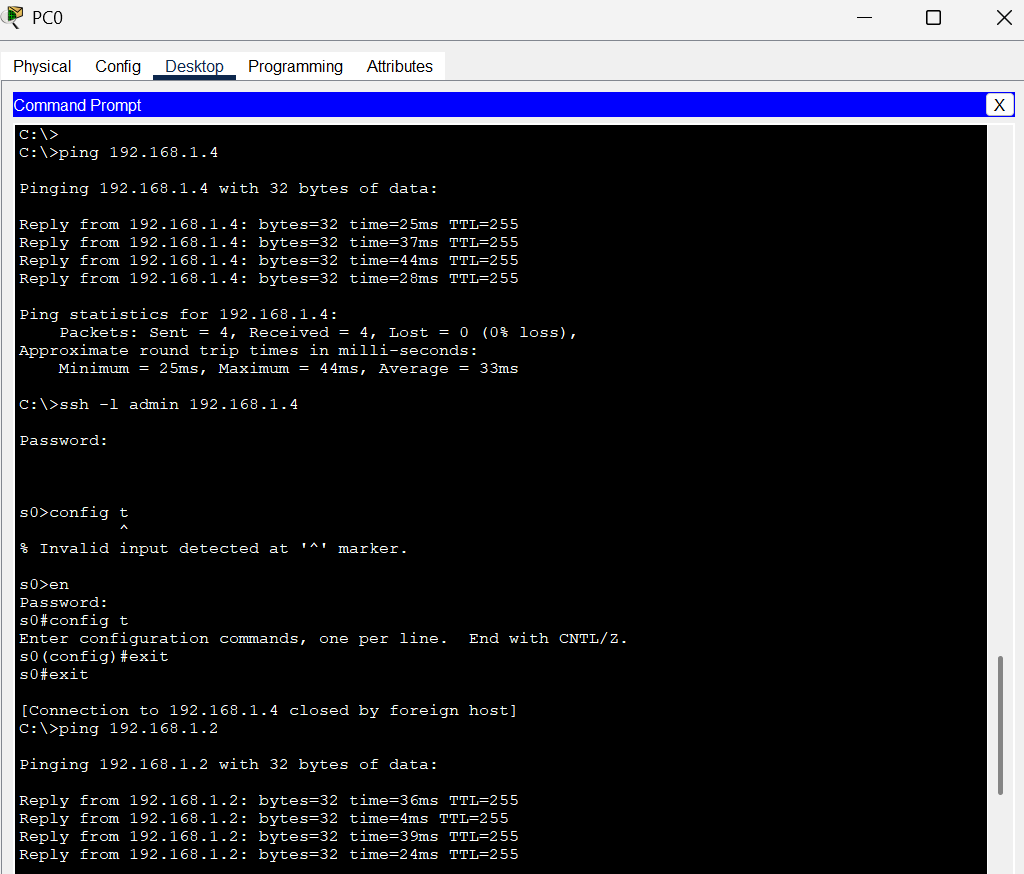 PC0
Physical Config Desktop Programming Attributes
Command Prompt
X
C:\>
C:\>ping 192.168.1.4
Pinging 192.168.1.4 with 32 bytes of data:
Reply from 192.168.1.4: bytes=32 time=25ms TTL=255
Reply from 192.168.1.4: bytes=32 time=37ms TTL=255
Reply from 192.168.1.4: bytes=32 time=44ms TTL=255
Reply from 192.168.1.4: bytes=32 time=28ms TTL=255
Ping statistics for 192.168.1.4:
    Packets: Sent = 4, Received = 4, Lost = 0 (0% loss),
Approximate round trip times in milli-seconds:
    Minimum = 25ms, Maximum = 44ms, Average = 33ms
C:\>ssh -l admin 192.168.1.4
Password:
s0>config t
          ^
% Invalid input detected at '^' marker.
s0>en
Password:
s0#config t
Enter configuration commands, one per line.  End with CNTL/Z.
s0(config)#exit
s0#exit
[Connection to 192.168.1.4 closed by foreign host]
C:\>ping 192.168.1.2
Pinging 192.168.1.2 with 32 bytes of data:
Reply from 192.168.1.2: bytes=32 time=36ms TTL=255
Reply from 192.168.1.2: bytes=32 time=4ms TTL=255
Reply from 192.168.1.2: bytes=32 time=39ms TTL=255
Reply from 192.168.1.2: bytes=32 time=24ms TTL=255